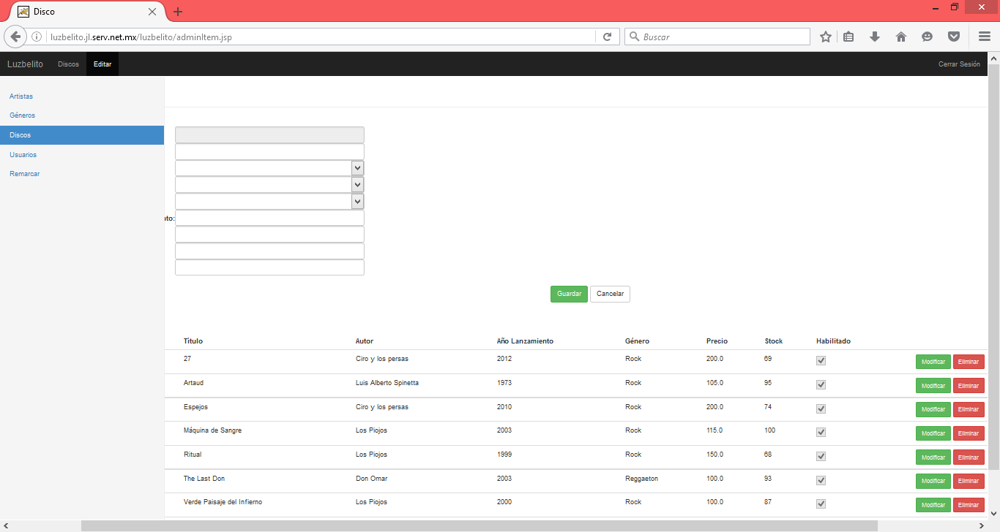 Disco
luzbelito.jl.serv.net.mx/luzbelito/adminItem.jsp
Buscar
Luzbelito Discos Editar Cerrar Sesión
Artistas
Géneros
Discos
Usuarios
Remarcar
nto:
Guardar Cancelar
Título Autor Año Lanzamiento Género Precio Stock Habilitado
27 Ciro y los persas 2012 Rock 200.0 69 Modificar Eliminar
Artaud Luis Alberto Spinetta 1973 Rock 105.0 95 Modificar Eliminar
Espejos Ciro y los persas 2010 Rock 200.0 74 Modificar Eliminar
Máquina de Sangre Los Piojos 2003 Rock 115.0 100 Modificar Eliminar
Ritual Los Piojos 1999 Rock 150.0 68 Modificar Eliminar
The Last Don Don Omar 2003 Reggaeton 100.0 93 Modificar Eliminar
Verde Paisaje del Infierno Los Piojos 2000 Rock 100.0 87 Modificar Eliminar